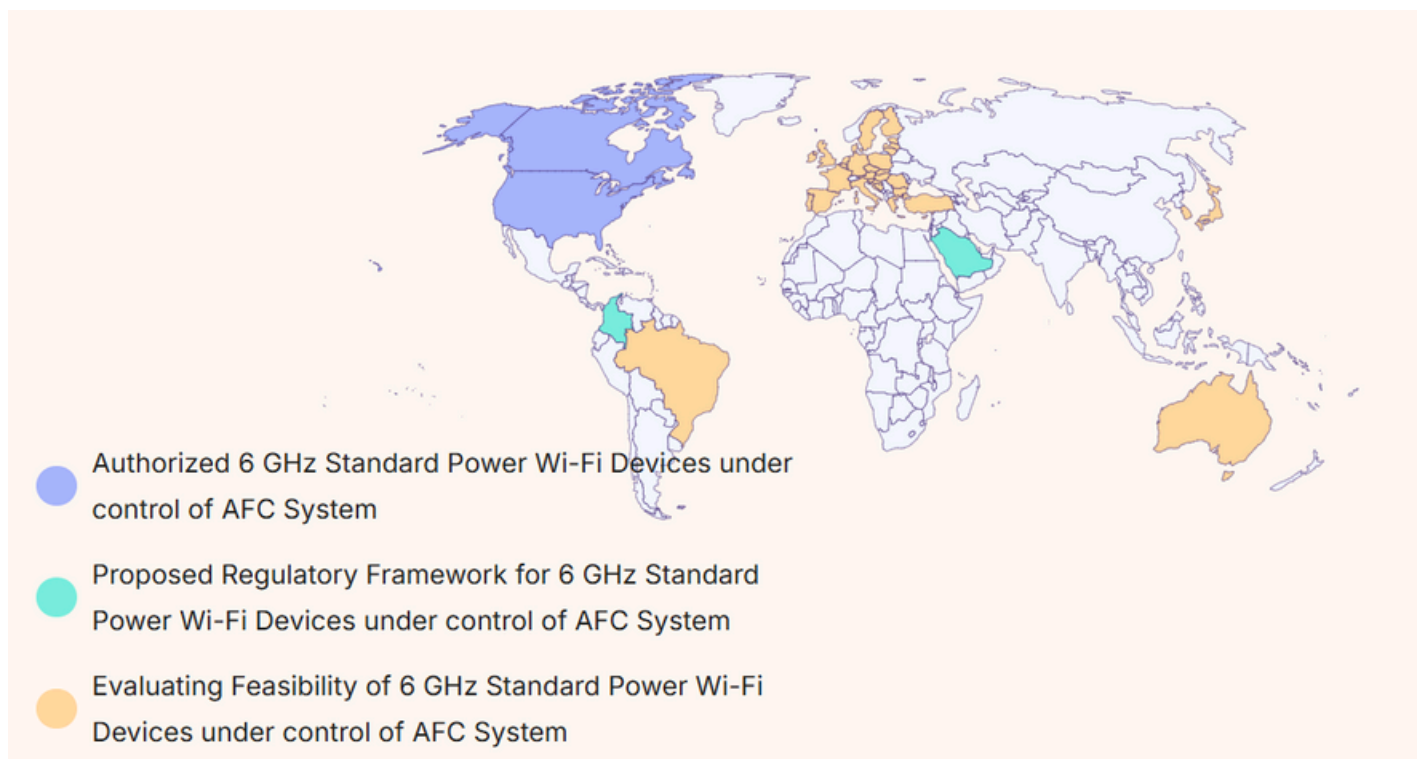 Authorized 6 GHz Standard Power Wi-Fi Devices under
control of AFC System
Proposed Regulatory Framework for 6 GHz Standard
Power Wi-Fi Devices under control of AFC System
Evaluating Feasibility of 6 GHz Standard Power Wi-Fi
Devices under control of AFC System